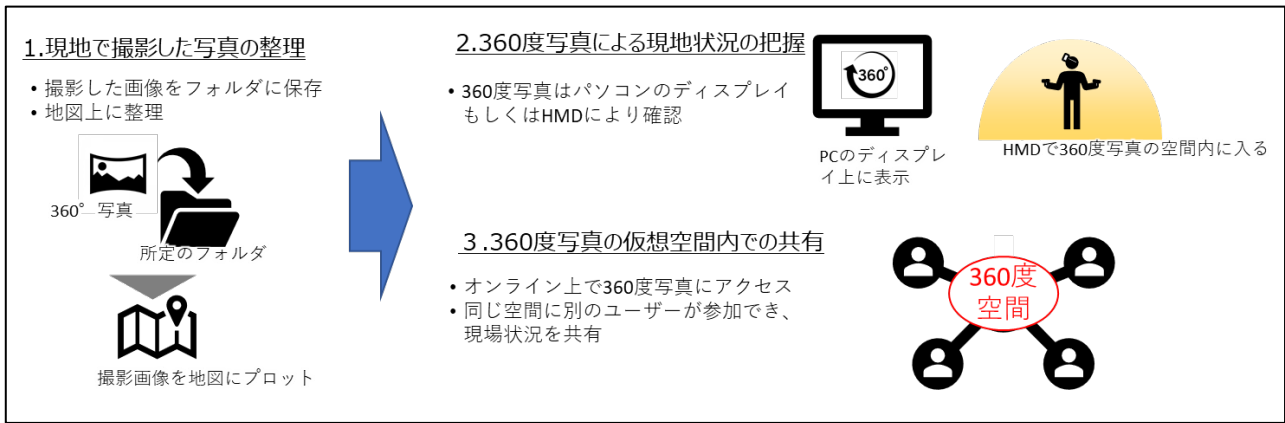 1.現地で撮影した写真の整理
• 撮影した画像をフォルダに保存
• 地図上に整理
360° 写真
所定のフォルダ
撮影画像を地図にプロット
2.360度写真による現地状況の把握
• 360度写真はパソコンのディスプレイ
もしくはHMDにより確認
360°
PCのディスプレ
イ上に表示
HMDで360度写真の空間内に入る
３.360度写真の仮想空間内での共有
• オンライン上で360度写真にアクセス
• 同じ空間に別のユーザーが参加でき、
現場状況を共有
360度
空間